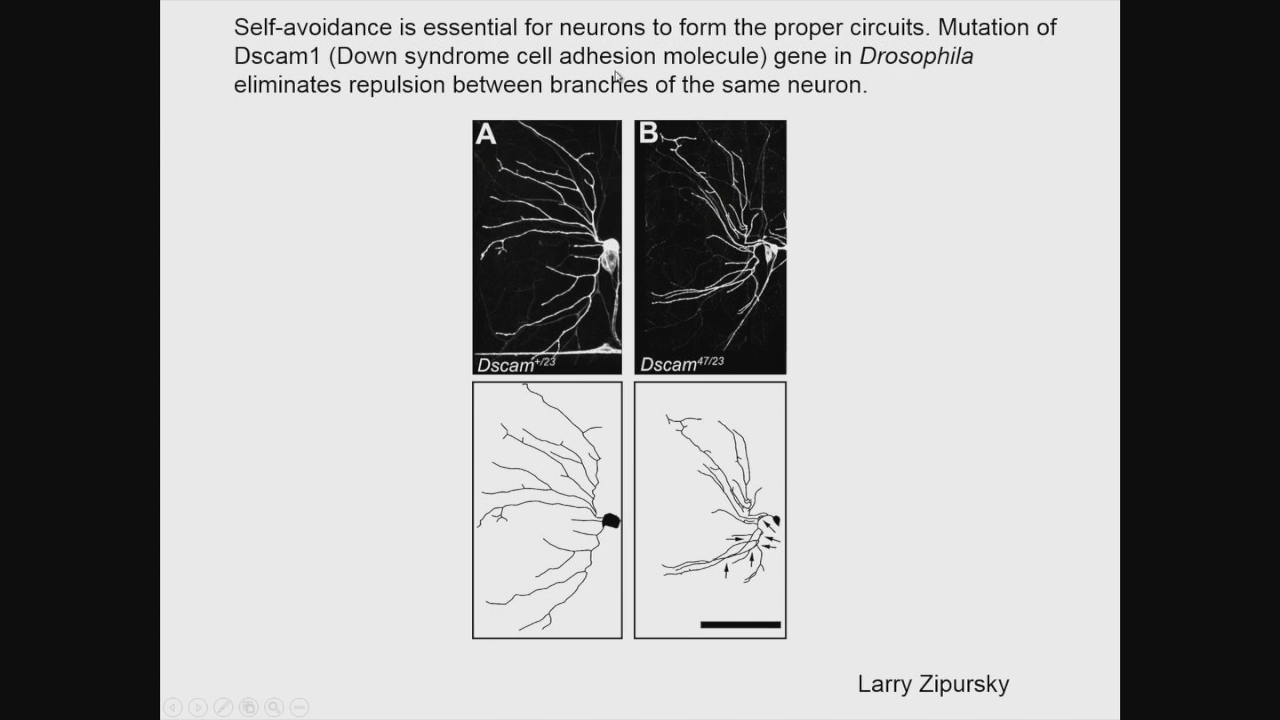 Self-avoidance is essential for neurons to form the proper circuits. Mutation of
Dscam1 (Down syndrome cell adhesion molecule) gene in Drosophila
eliminates repulsion between branches of the same neuron.
A
B
Dscam+/23
Dscam47/23
Larry Zipursky